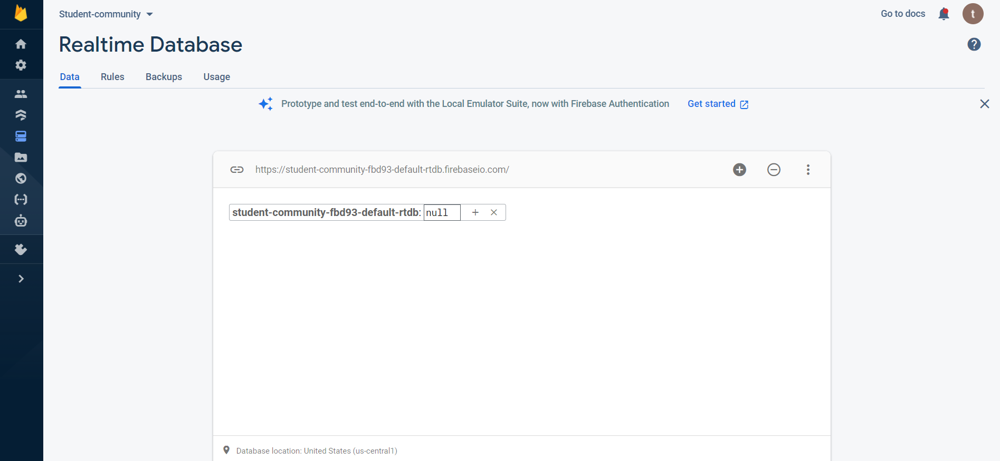 Student-community
Go to docs
t
Realtime Database
?
Data Rules Backups Usage
Prototype and test end-to-end with the Local Emulator Suite, now with Firebase Authentication Get started
https://student-community-fbd93-default-rtdb.firebaseio.com/
student-community-fbd93-default-rtdb: null + ×
Database location: United States (us-central1)